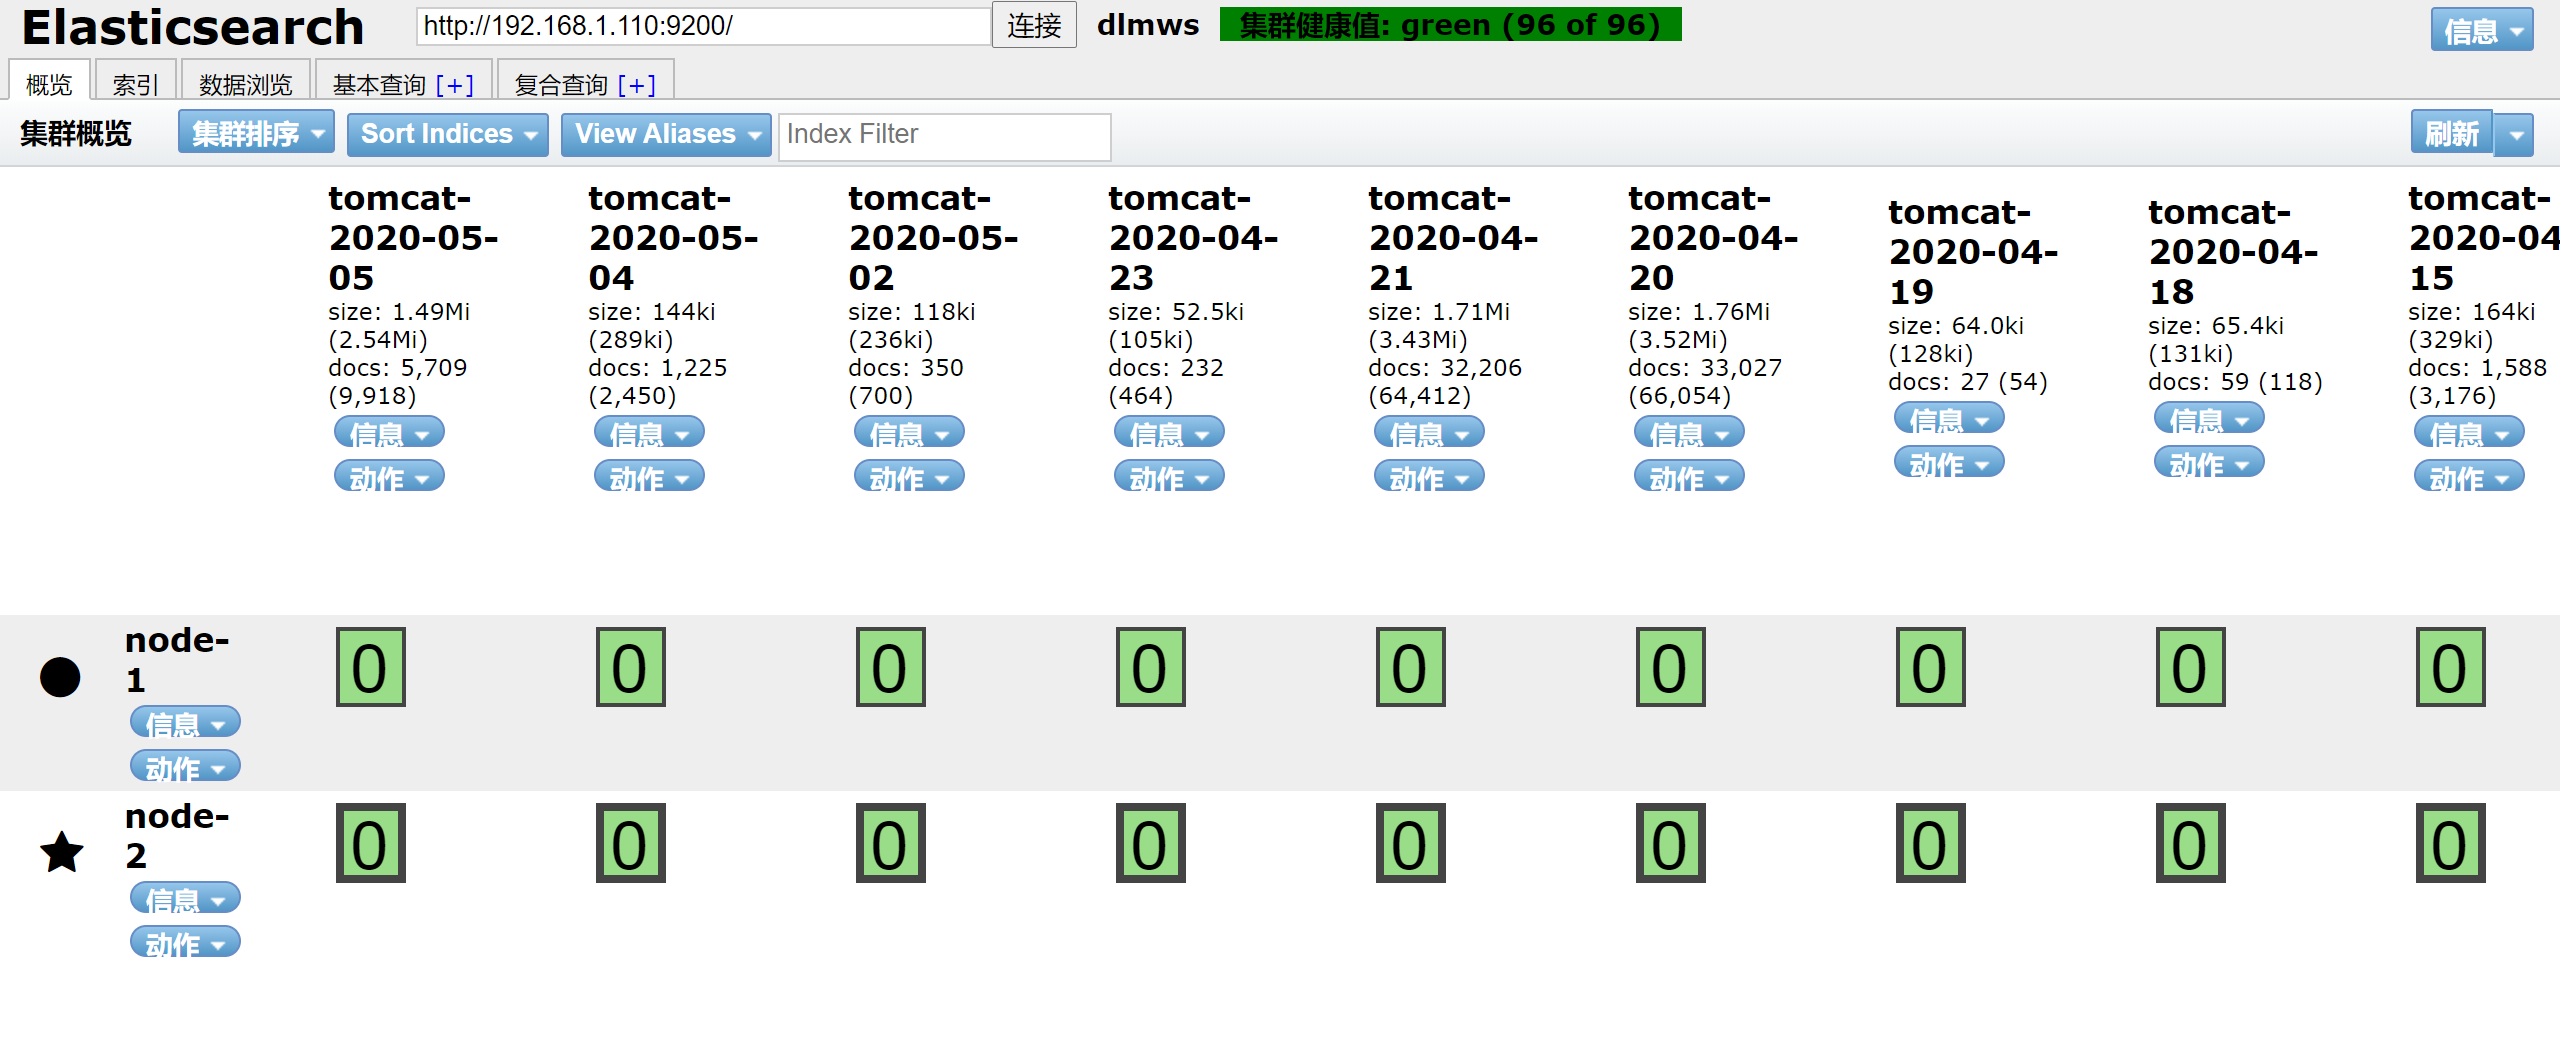 Elasticsearch http://192.168.1.110:9200/ 连接 dlmws 集群健康值: green (96 of 96) 信息
概览 索引 数据浏览 基本查询 [+] 复合查询 [+]
集群概览 集群排序 Sort Indices View Aliases Index Filter 刷新
tomcat-2020-05-05
size: 1.49Mi
(2.54Mi)
docs: 5,709
(9,918)
信息
动作
tomcat-2020-05-04
size: 144ki
(289ki)
docs: 1,225
(2,450)
信息
动作
tomcat-2020-05-02
size: 118ki
(236ki)
docs: 350
(700)
信息
动作
tomcat-2020-04-23
size: 52.5ki
(105ki)
docs: 232
(464)
信息
动作
tomcat-2020-04-21
size: 1.71Mi
(3.43Mi)
docs: 32,206
(64,412)
信息
动作
tomcat-2020-04-20
size: 1.76Mi
(3.52Mi)
docs: 33,027
(66,054)
信息
动作
tomcat-2020-04-19
size: 64.0ki
(128ki)
docs: 27 (54)
信息
动作
tomcat-2020-04-18
size: 65.4ki
(131ki)
docs: 59 (118)
信息
动作
tomcat-2020-04-15
size: 164ki
(329ki)
docs: 1,588
(3,176)
信息
动作
node-1
信息
动作
0 0 0 0 0 0 0 0 0
node-2
信息
动作
0 0 0 0 0 0 0 0 0